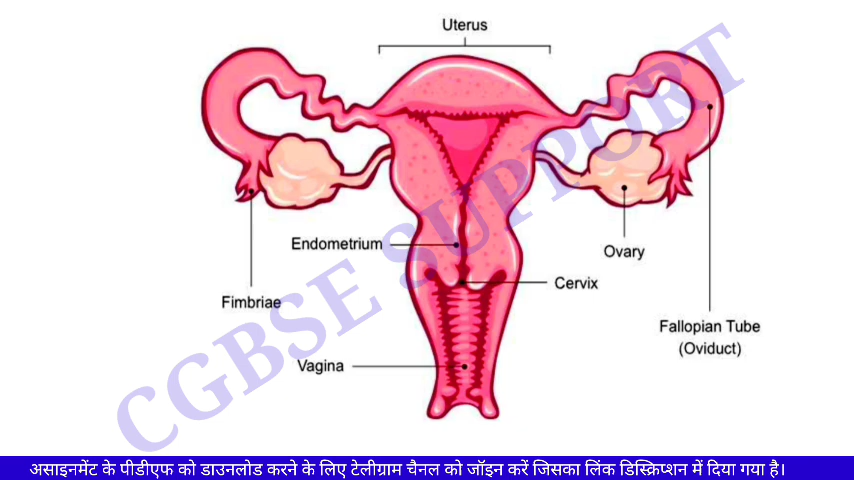 Uterus
Endometrium
Ovary
Cervix
Fimbriae
Fallopian Tube
(Oviduct)
Vagina
CGBSE SUPPORT
असाइनमेंट के पीडीएफ को डाउनलोड करने के लिए टेलीग्राम चैनल को जॉइन करें जिसका लिंक डिस्क्रिप्शन में दिया गया है।